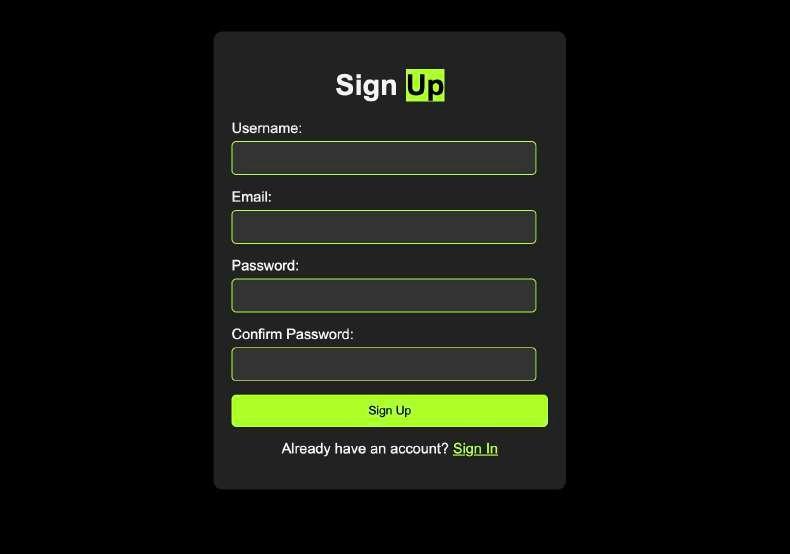 Sign Up
Username:
Email:
Password:
Confirm Password:
Sign Up
Already have an account? Sign In